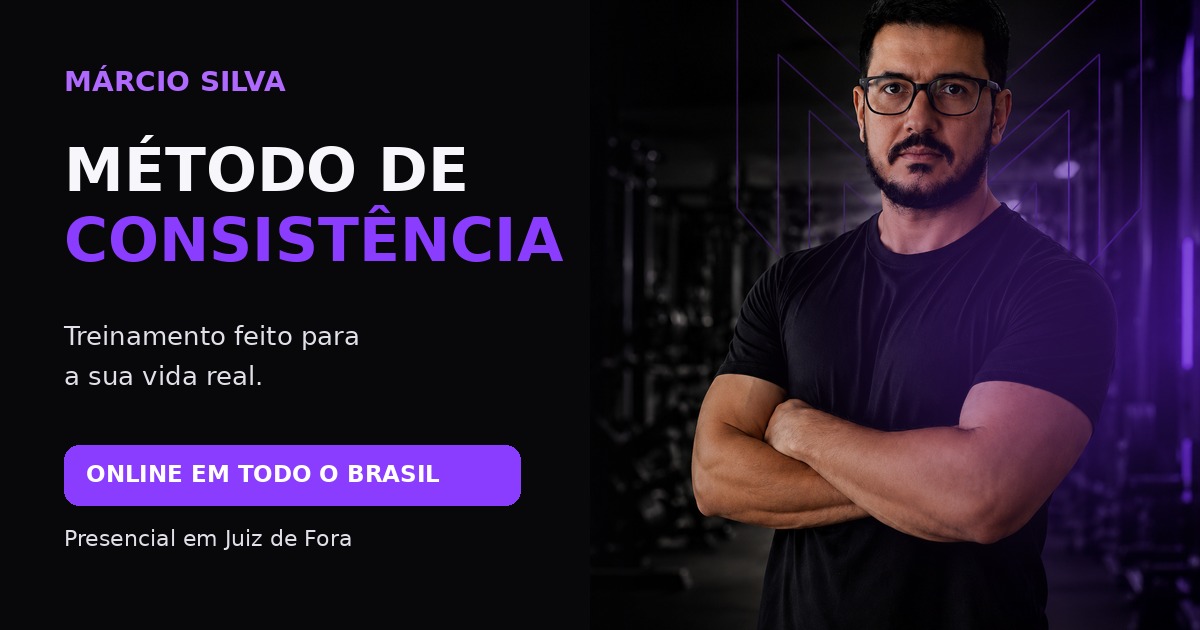 MÁRCIO SILVA
MÉTODO DE
CONSISTÊNCIA
Treinamento feito para
a sua vida real.
ONLINE EM TODO O BRASIL
Presencial em Juiz de Fora